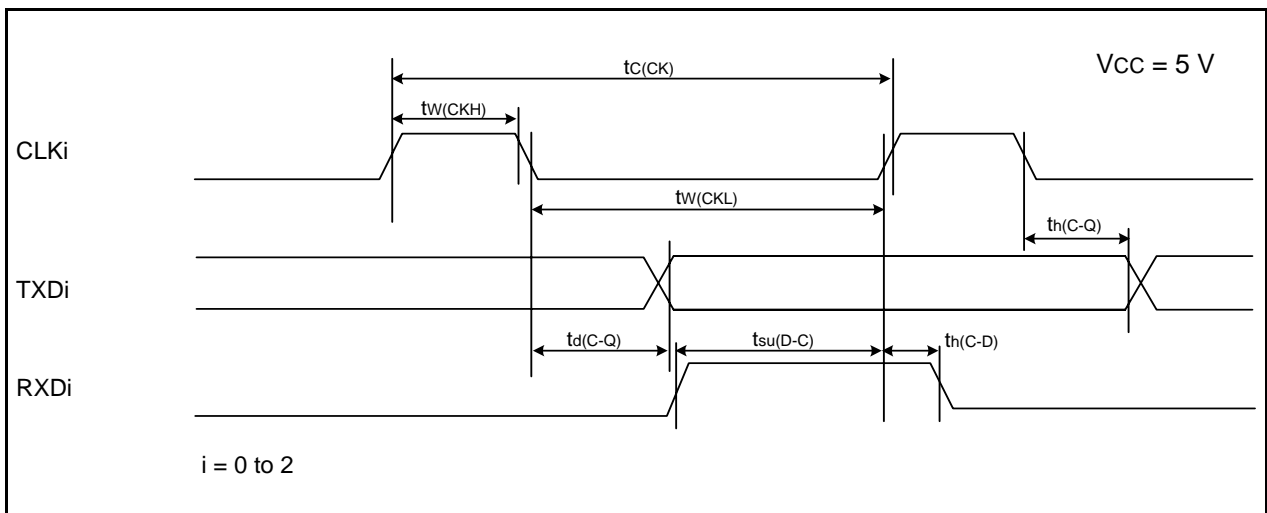 VCC = 5 V
tC(CK)
tW(CKH)
CLKi
tW(CKL)
th(C-Q)
TXDi
td(C-Q)
tsu(D-C)
th(C-D)
RXDi
i = 0 to 2